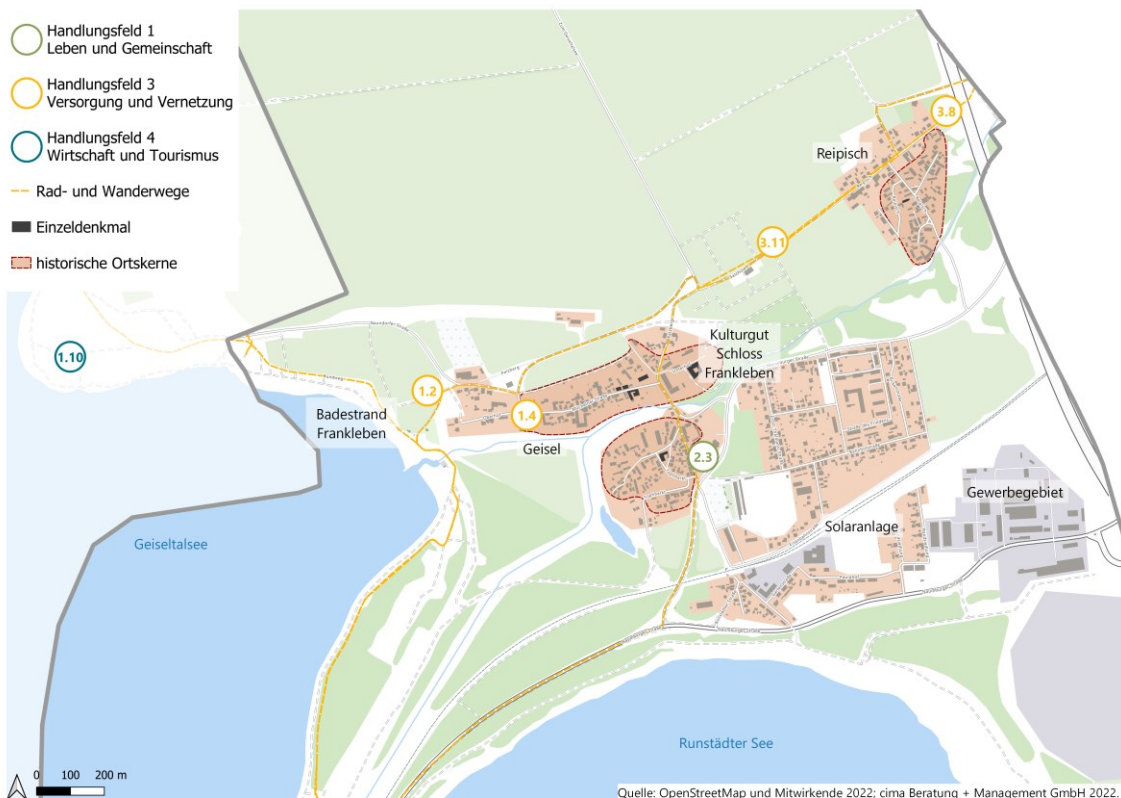 Handlungsfeld 1
Leben und Gemeinschaft
Handlungsfeld 3
Versorgung und Vernetzung
Handlungsfeld 4
Wirtschaft und Tourismus
Rad- und Wanderwege
Einzeldenkmal
historische Ortskerne
3.8
Reipisch
3.11
1.10
Kulturgut
Schloss
Frankleben
1.2
1.4
Badestrand
Frankleben
Geisel
2.3
Gewerbegebiet
Solaranlage
Geiseltalsee
Runstädter See
0 100 200 m
Quelle: OpenStreetMap und Mitwirkende 2022; cima Beratung + Management GmbH 2022.